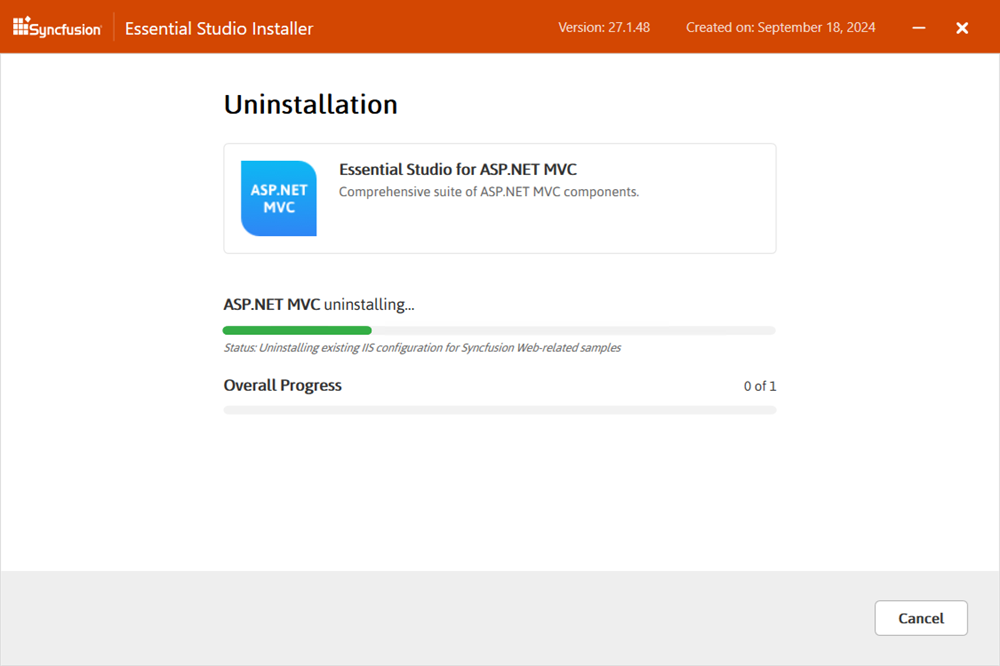 Syncfusion Essential Studio Installer Version: 27.1.48 Created on: September 18, 2024
Uninstallation
ASP.NET
MVC
Essential Studio for ASP.NET MVC
Comprehensive suite of ASP.NET MVC components.
ASP.NET MVC uninstalling...
Status: Uninstalling existing IIS configuration for Syncfusion Web-related samples
Overall Progress 0 of 1
Cancel